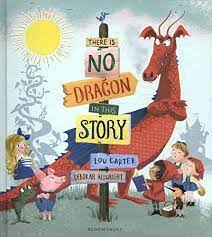 THERE IS
NO
DRAGON
IN THIS
STORY
LOU CARTER
DEBORAH ALLWRIGHT
BLOOMSBURY